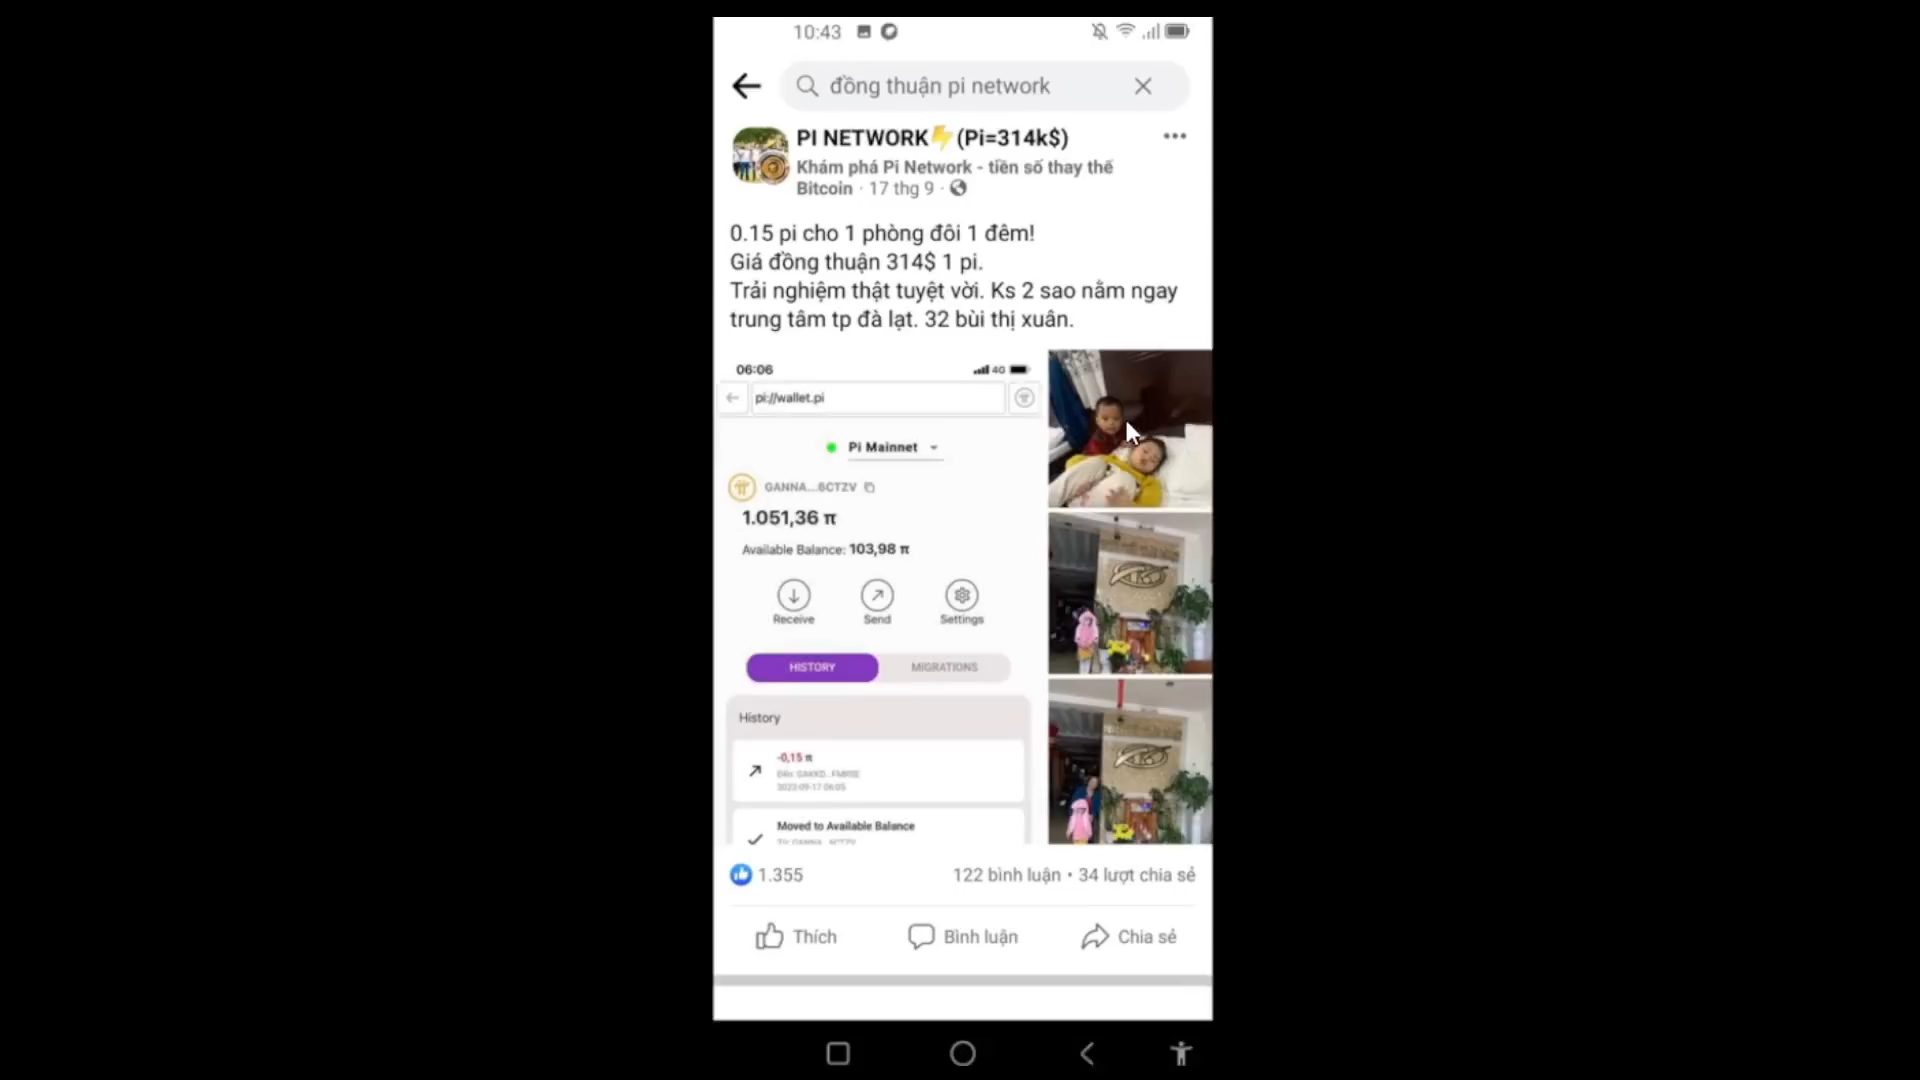 10:43
đồng thuận pi network
PI NETWORK⚡(Pi=314k$)
Khám phá Pi Network - tiền số thay thế
Bitcoin · 17 thg 9 ·
0.15 pi cho 1 phòng đôi 1 đêm!
Giá đồng thuận 314$ 1 pi.
Trải nghiệm thật tuyệt vời. Ks 2 sao nằm ngay
trung tâm tp đà lạt. 32 bùi thị xuân.
06:06
4G
pi://wallet.pi
Pi Mainnet
GANNA...6CTZV
1.051,36 π
Available Balance: 103,98 π
Receive
Send
Settings
HISTORY
MIGRATIONS
History
-0,15 π
Moved to Available Balance
1.355
122 bình luận • 34 lượt chia sẻ
Thích
Bình luận
Chia sẻ